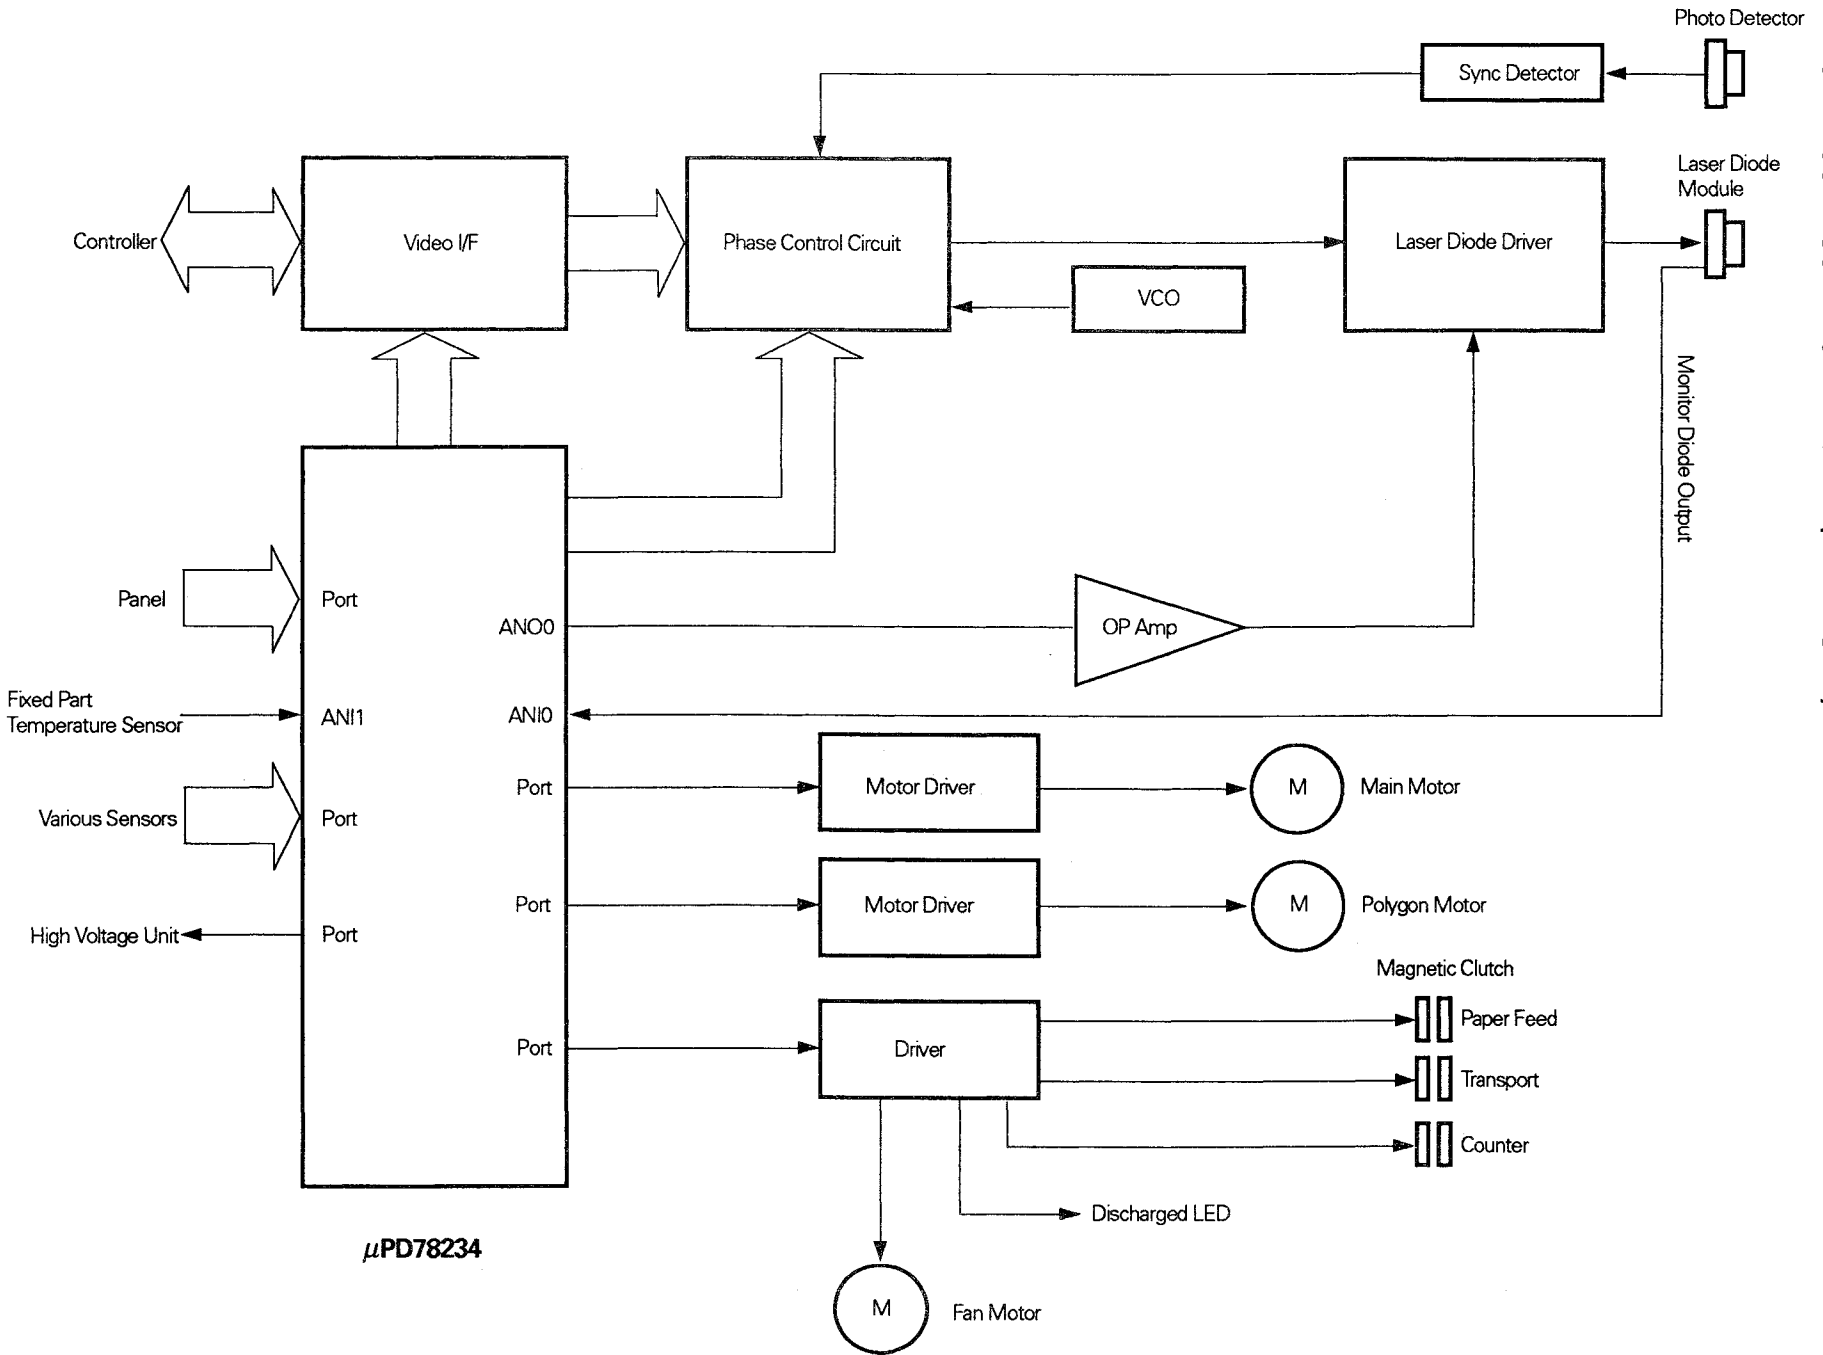 Photo Detector
Sync Detector
Laser Diode
Module
Controller
Video I/F
Phase Control Circuit
Laser Diode Driver
VCO
Monitor Diode Output
Panel
Port
ANO0
OP Amp
Fixed Part
Temperature Sensor
ANI1
ANI0
Port
Motor Driver
M
Main Motor
Various Sensors
Port
Port
Motor Driver
M
Polygon Motor
High Voltage Unit
Port
Magnetic Clutch
Paper Feed
Port
Driver
Transport
Counter
Discharged LED
μPD78234
M
Fan Motor